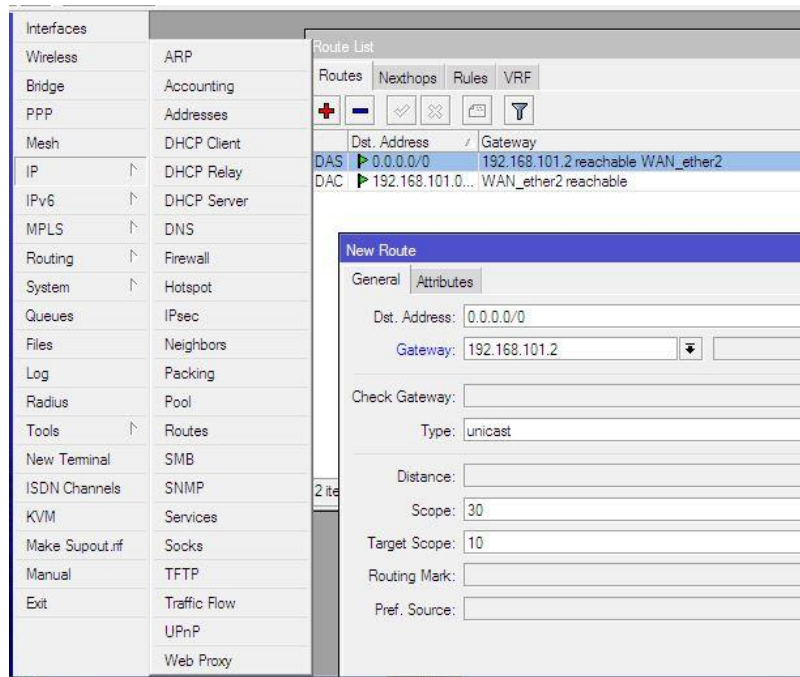 Interfaces
Wireless
Bridge
PPP
Mesh
IP
IPv6
MPLS
Routing
System
Queues
Files
Log
Radius
Tools
New Terminal
ISDN Channels
KVM
Make Supout.rif
Manual
Exit
ARP
Accounting
Addresses
DHCP Client
DHCP Relay
DHCP Server
DNS
Firewall
Hotspot
IPsec
Neighbors
Packing
Pool
Routes
SMB
SNMP
Services
Socks
TFTP
Traffic Flow
UPnP
Web Proxy
Route List
Routes Nexthops Rules VRF
Dst. Address / Gateway
DAS 0.0.0.0/0 192.168.101.2 reachable WAN_ether2
DAC 192.168.101.0... WAN_ether2 reachable
2 ite
New Route
General Attributes
Dst. Address: 0.0.0.0/0
Gateway: 192.168.101.2
Check Gateway:
Type: unicast
Distance:
Scope: 30
Target Scope: 10
Routing Mark:
Pref. Source: